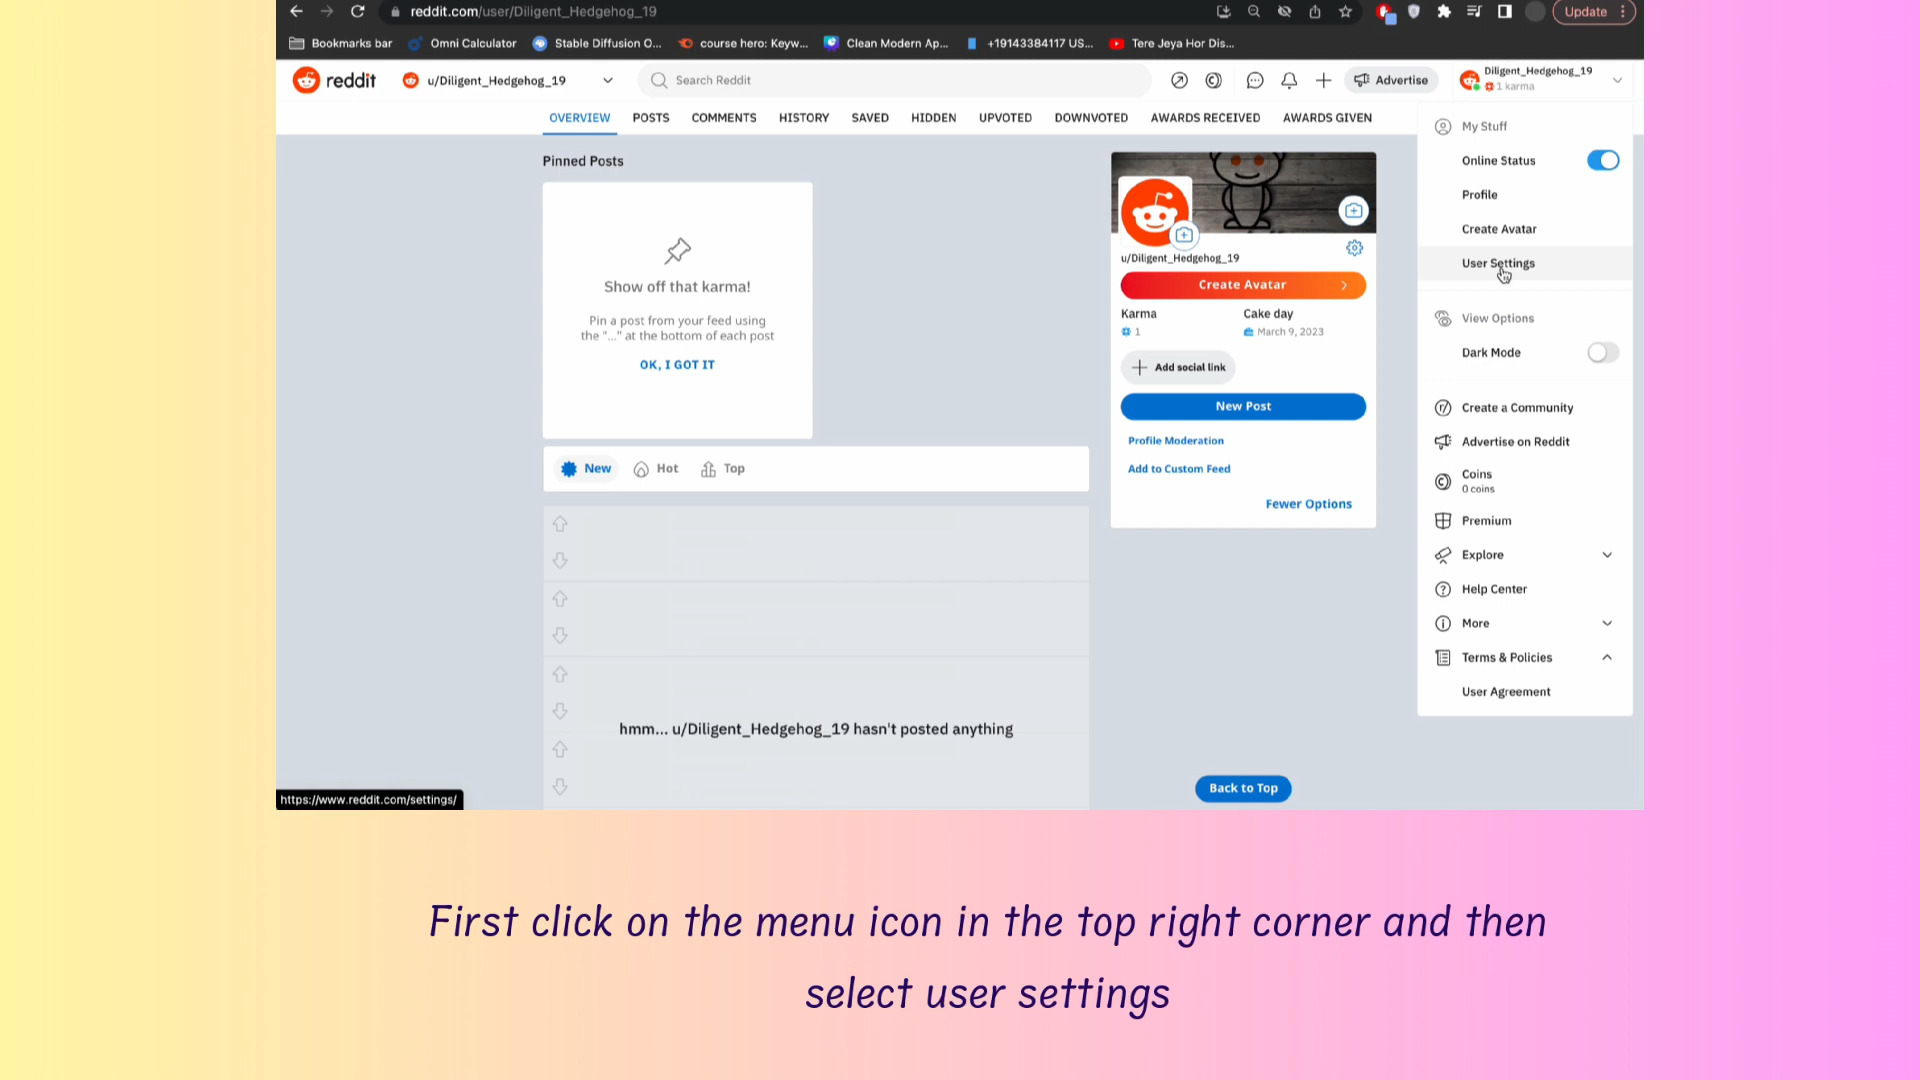 reddit.com/user/Diligent_Hedgehog_19
Update
Bookmarks bar
Omni Calculator
Stable Diffusion O...
course hero: Keyw...
Clean Modern Ap...
+19143384117 US...
Tere Jeya Hor Dis...
reddit
u/Diligent_Hedgehog_19
Search Reddit
Advertise
Diligent_Hedgehog_19
1 karma
OVERVIEW
POSTS
COMMENTS
HISTORY
SAVED
HIDDEN
UPVOTED
DOWNVOTED
AWARDS RECEIVED
AWARDS GIVEN
Pinned Posts
Show off that karma!
Pin a post from your feed using
the "..." at the bottom of each post
OK, I GOT IT
New
Hot
Top
hmm... u/Diligent_Hedgehog_19 hasn't posted anything
u/Diligent_Hedgehog_19
Create Avatar
Karma
Cake day
1
March 9, 2023
Add social link
New Post
Profile Moderation
Add to Custom Feed
Fewer Options
Back to Top
My Stuff
Online Status
Profile
Create Avatar
User Settings
View Options
Dark Mode
Create a Community
Advertise on Reddit
Coins
0 coins
Premium
Explore
Help Center
More
Terms & Policies
User Agreement
https://www.reddit.com/settings/
First click on the menu icon in the top right corner and then
select user settings